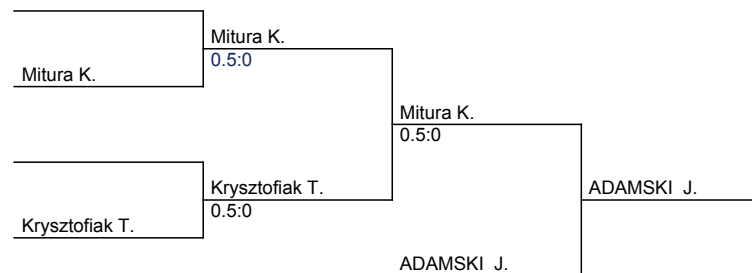 Mitura K.
Mitura K.
0.5:0
Mitura K.
0.5:0
Krysztofiak T.
Krysztofiak T.
0.5:0
ADAMSKI J.
ADAMSKI J.